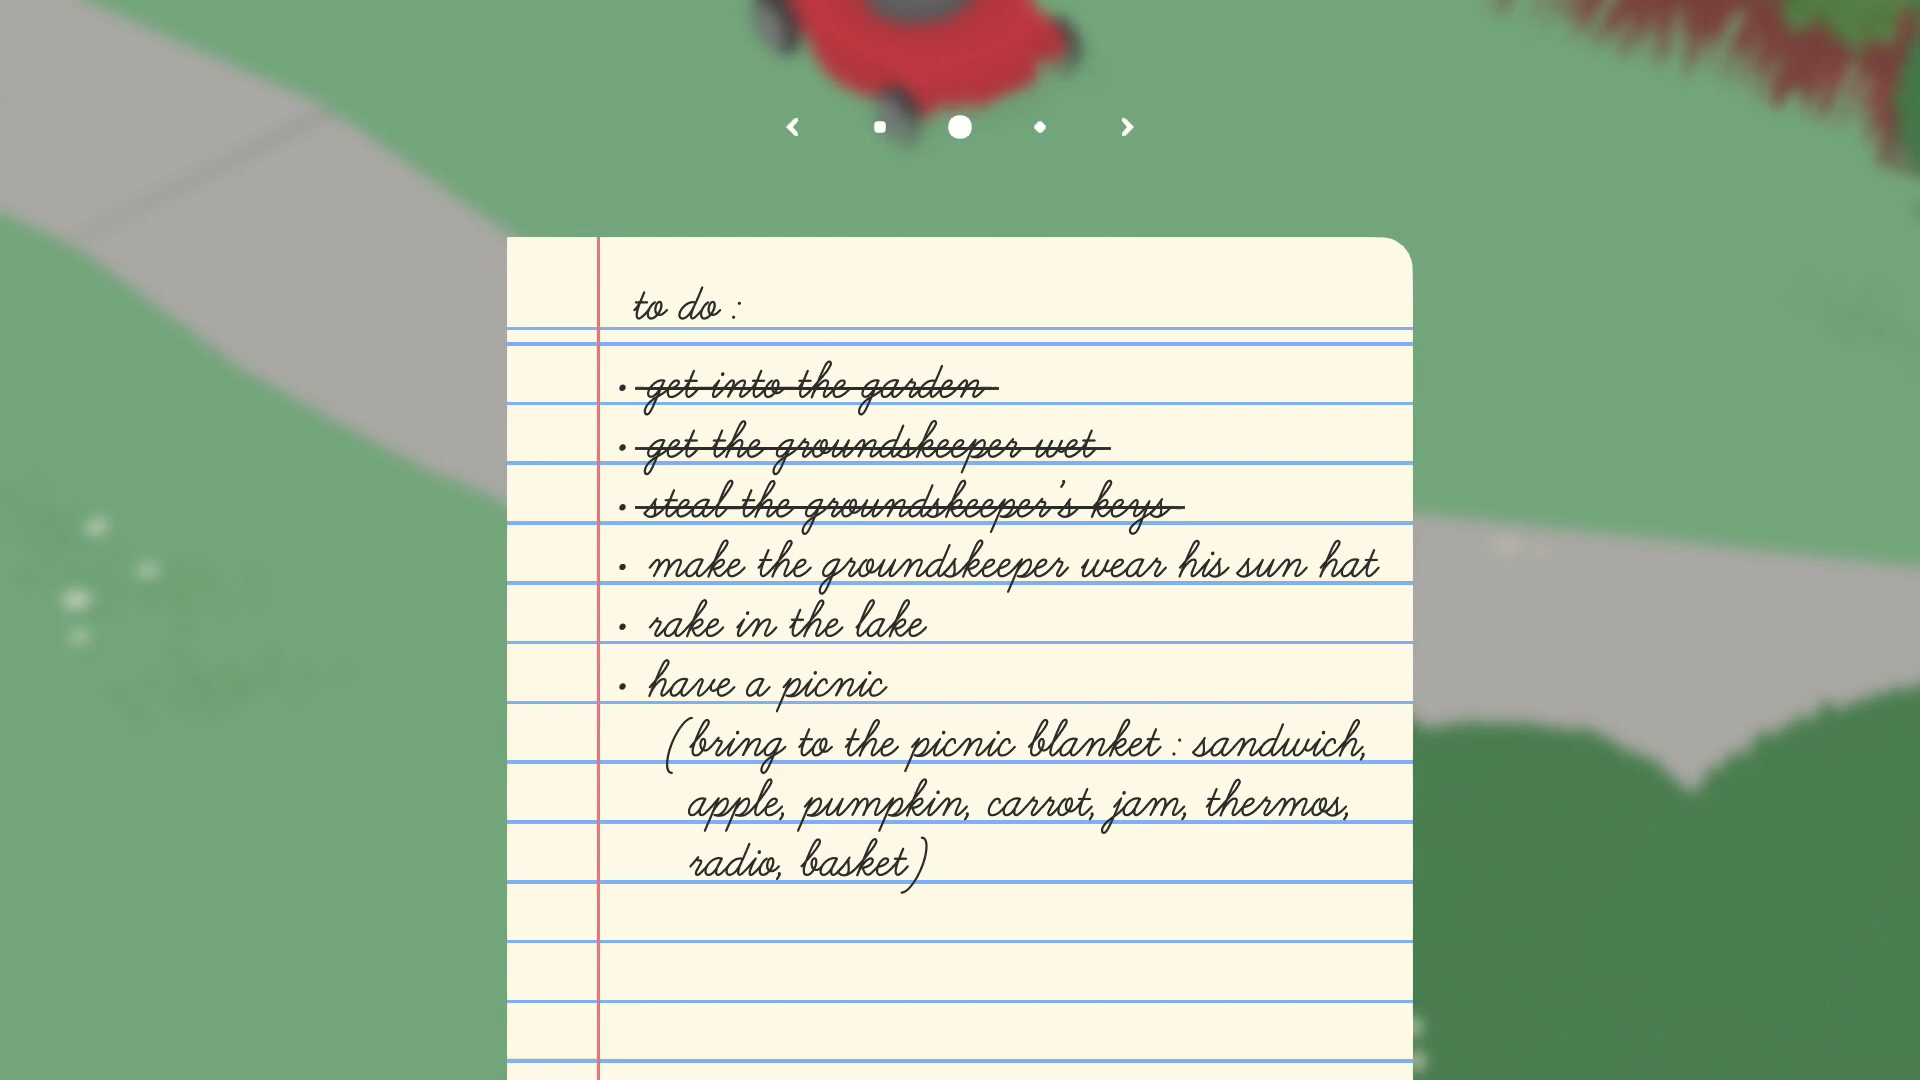 to do :
• get into the garden
• get the groundskeeper wet
• steal the groundskeeper's keys
• make the groundskeeper wear his sun hat
• rake in the lake
• have a picnic
(bring to the picnic blanket : sandwich,
apple, pumpkin, carrot, jam, thermos,
radio, basket)